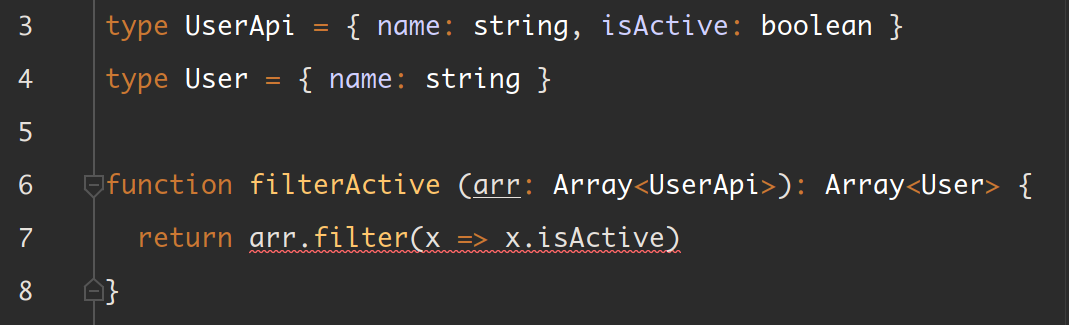 3 type UserApi = { name: string, isActive: boolean }
4 type User = { name: string }
5
6 function filterActive (arr: Array<UserApi>): Array<User> {
7 return arr.filter(x => x.isActive)
8 }